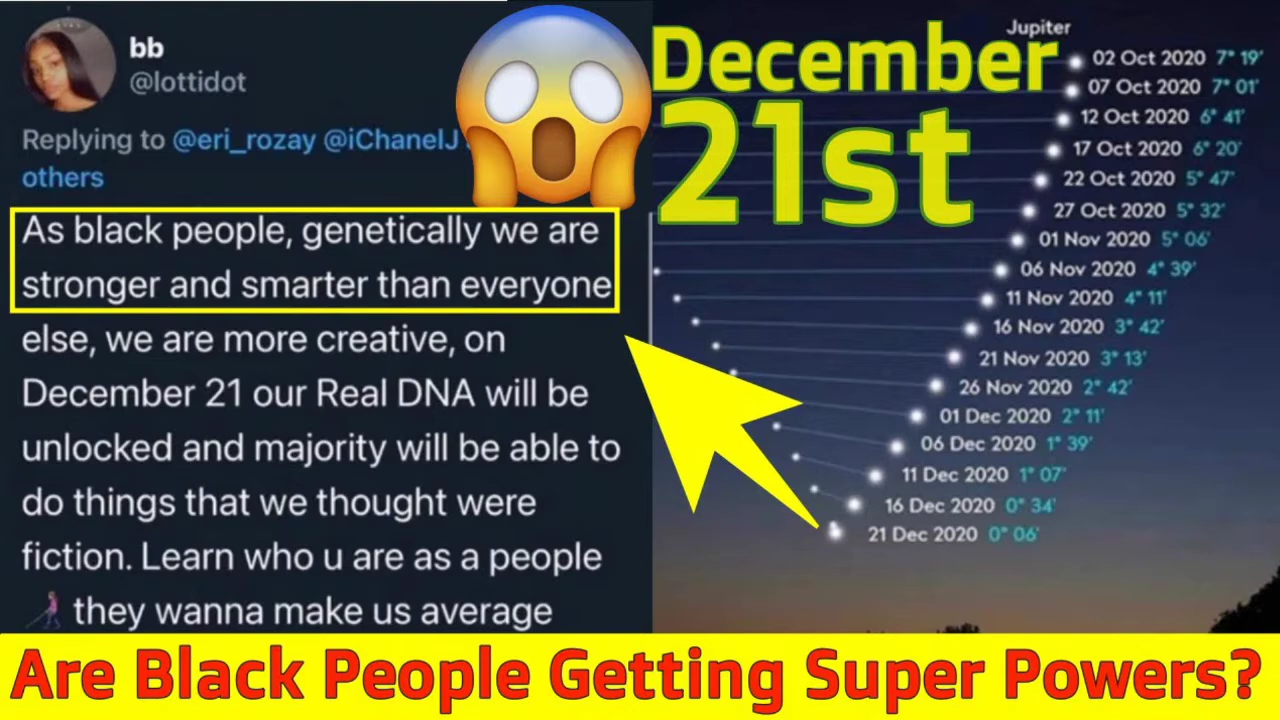 bb
@lottidot
Replying to @eri_rozay @iChanelJ
others
As black people, genetically we are
stronger and smarter than everyone
else, we are more creative, on
December 21 our Real DNA will be
unlocked and majority will be able to
do things that we thought were
fiction. Learn who u are as a people
they wanna make us average
December
21st
Jupiter
02 Oct 2020 7° 19'
07 Oct 2020 7° 01'
12 Oct 2020 6° 41'
17 Oct 2020 6° 20'
22 Oct 2020 5° 47'
27 Oct 2020 5° 32'
01 Nov 2020 5° 06'
06 Nov 2020 4° 39'
11 Nov 2020 4° 11'
16 Nov 2020 3° 42'
21 Nov 2020 3° 13'
26 Nov 2020 2° 42'
01 Dec 2020 2° 11'
06 Dec 2020 1° 39'
11 Dec 2020 1° 07'
16 Dec 2020 0° 34'
21 Dec 2020 0° 06'
Are Black People Getting Super Powers?